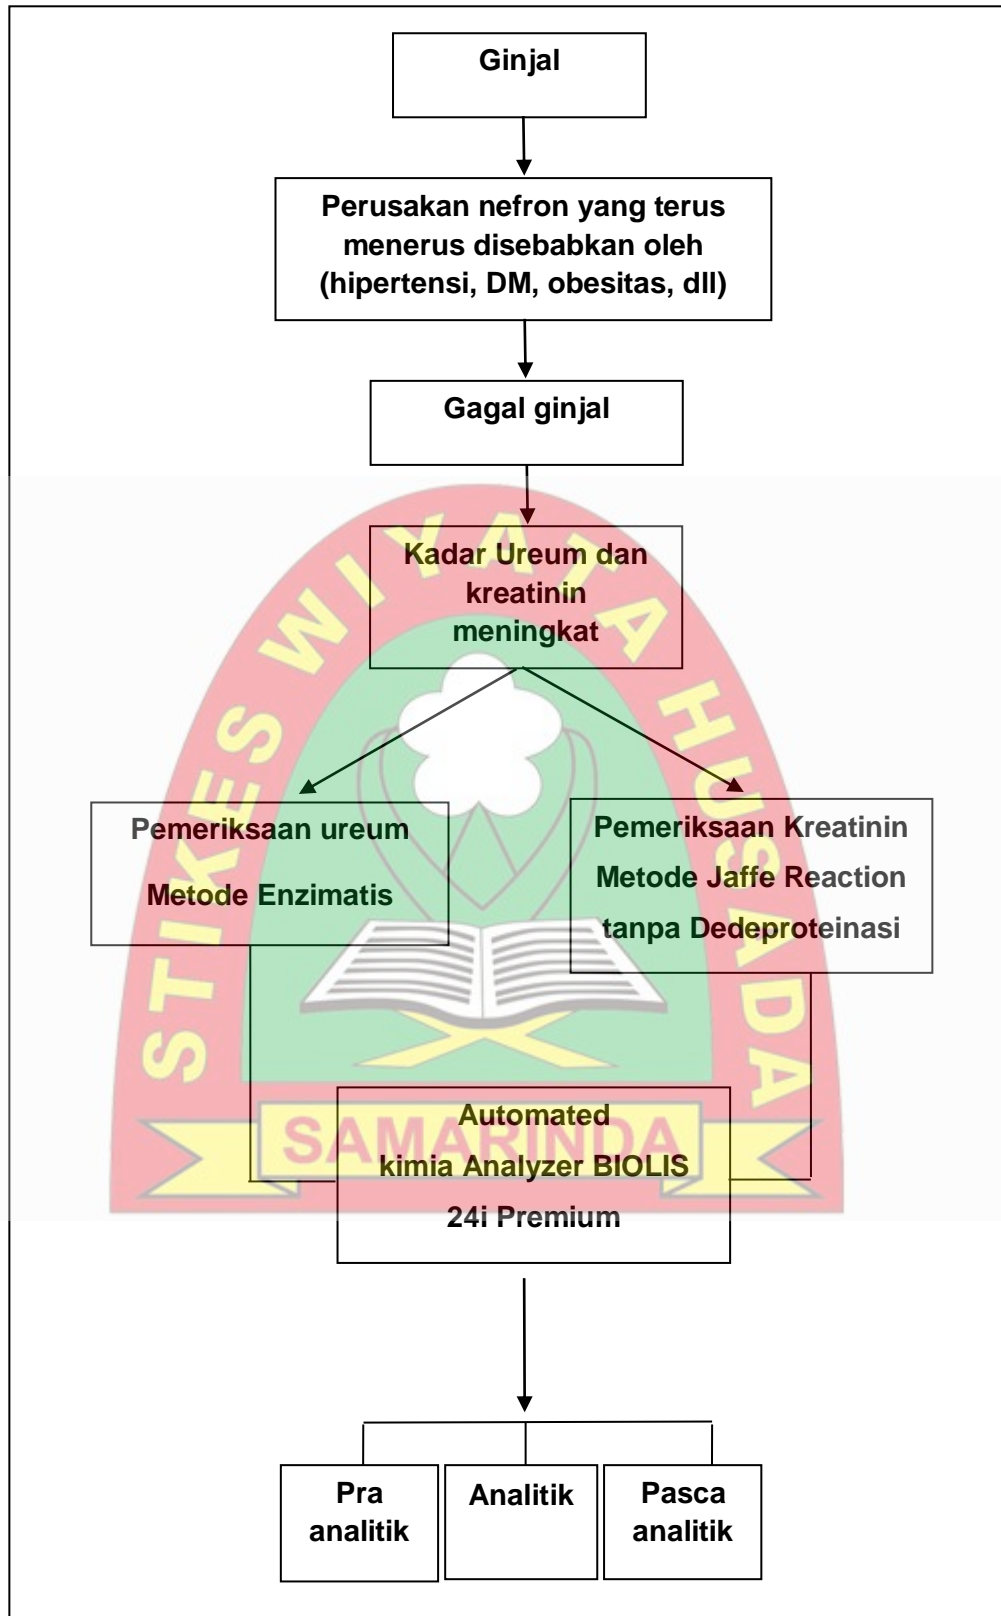 Ginjal
Perusakan nefron yang terus
menerus disebabkan oleh
(hipertensi, DM, obesitas, dll)
Gagal ginjal
Kadar Ureum dan
kreatinin
meningkat
STIKES WIYATA HUSADA
Pemeriksaan ureum
Metode Enzimatis
Pemeriksaan Kreatinin
Metode Jaffe Reaction
tanpa Dedeproteinasi
SAMARINDA
Automated
kimia Analyzer BIOLIS
24i Premium
Pra
analitik
Analitik
Pasca
analitik